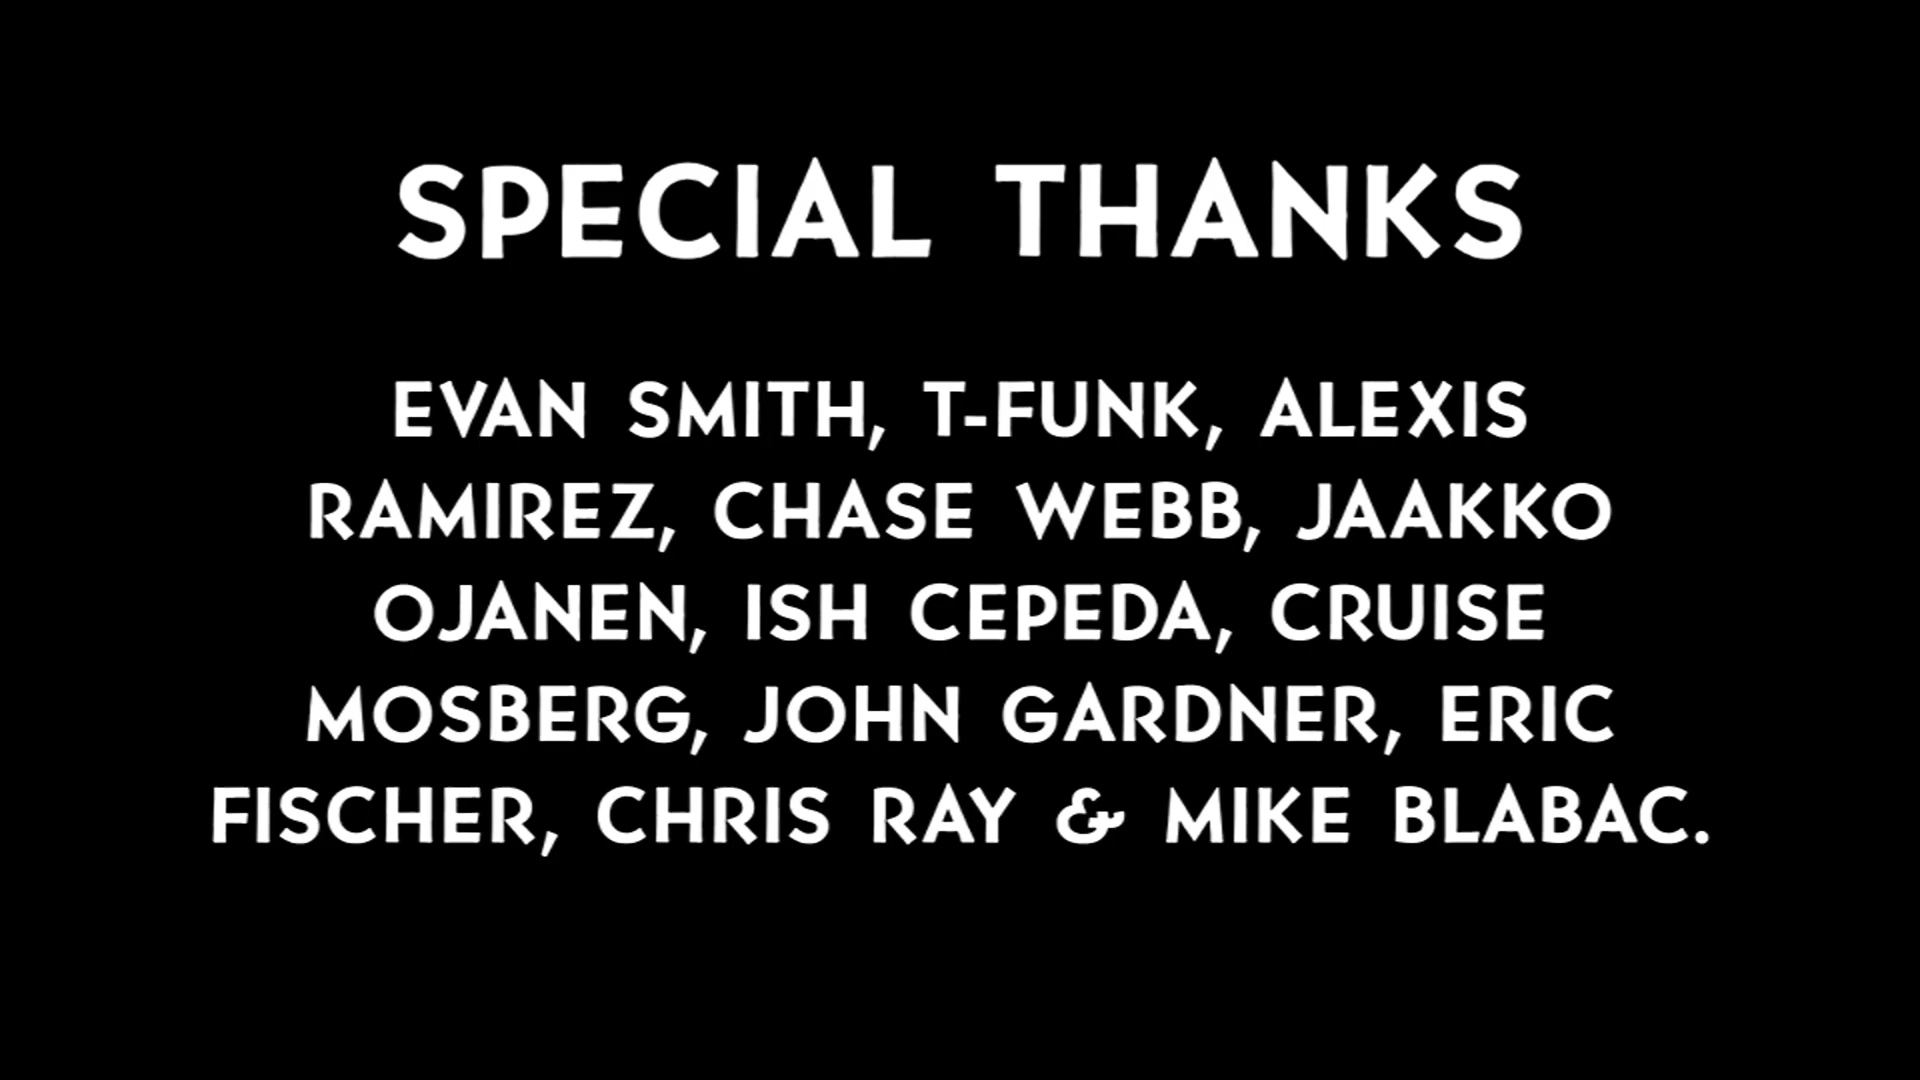 SPECIAL THANKS
EVAN SMITH, T-FUNK, ALEXIS
RAMIREZ, CHASE WEBB, JAAKKO
OJANEN, ISH CEPEDA, CRUISE
MOSBERG, JOHN GARDNER, ERIC
FISCHER, CHRIS RAY & MIKE BLABAC.